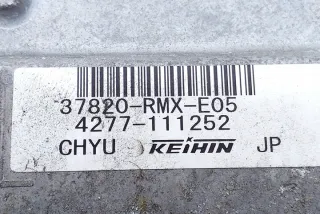 37820-RMX-E05
4277-111252
CHYU KEIHIN JP